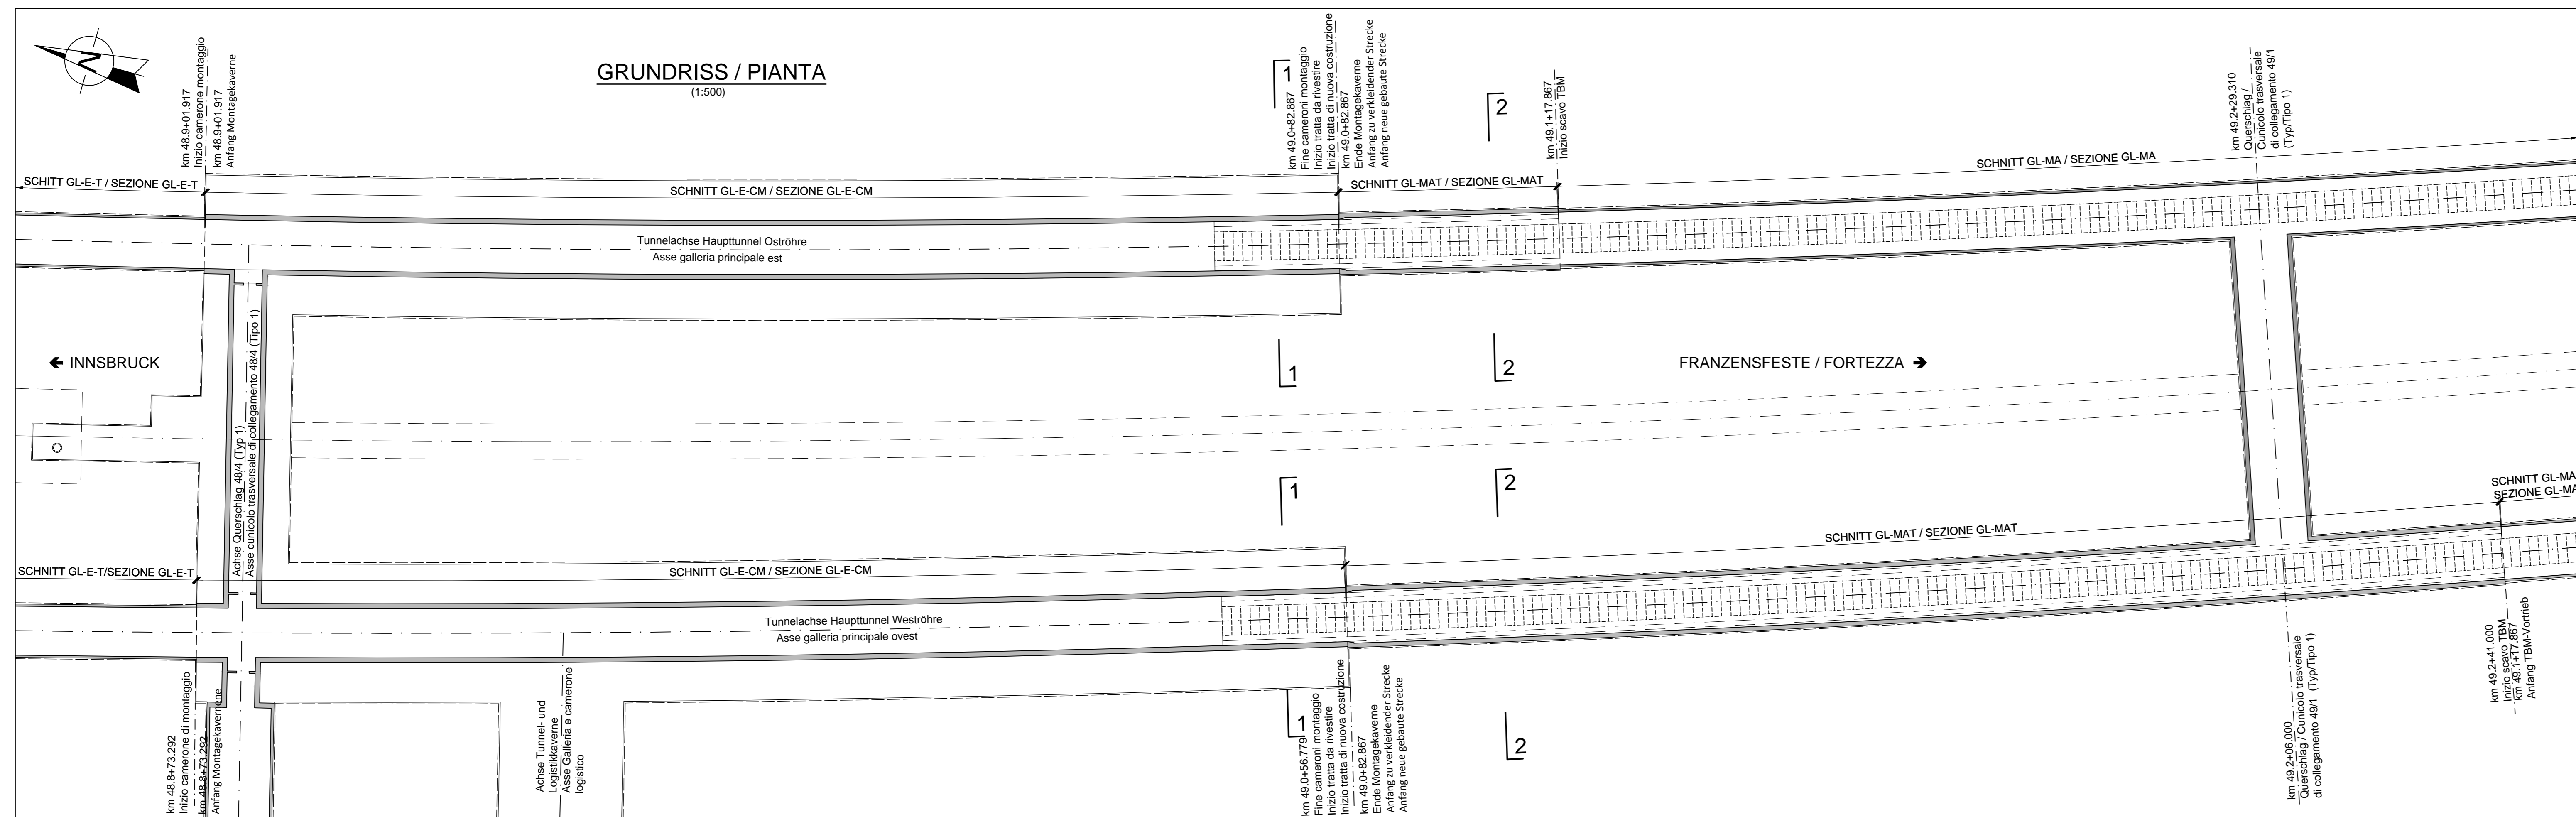 N
GRUNDRISS / PIANTA
(1:500)
km 48.9+01.917
Inizio camerone montaggio
km 48.9+01.917
Anfang Montagekaverne
1
km 49.0+82.867
Fine cameroni montaggio
Inizio tratta da rivestire
Inizio tratta di nuova costruzione
km 49.0+82.867
Ende Montagekaverne
Anfang zu verkleidender Strecke
Anfang neue gebaute Strecke
2
km 49.1+17.867
Inizio scavo TBM
km 49.2+29.310
Querschlag /
Cunicolo trasversale
di collegamento 49/1
(Typ/Tipo 1)
SCHITT GL-E-T / SEZIONE GL-E-T
SCHNITT GL-E-CM / SEZIONE GL-E-CM
SCHNITT GL-MAT / SEZIONE GL-MAT
SCHNITT GL-MA / SEZIONE GL-MA
Tunnelachse Haupttunnel Oströhre
Asse galleria principale est
🡸 INNSBRUCK
1
2
FRANZENSFESTE / FORTEZZA 🡺
Achse Querschlag 48/4 (Typ 1)
Asse cunicolo trasversale di collegamento 48/4 (Tipo 1)
1
2
SCHNITT GL-MA
SEZIONE GL-MA
SCHNITT GL-E-T/SEZIONE GL-E-T
SCHNITT GL-E-CM / SEZIONE GL-E-CM
SCHNITT GL-MAT / SEZIONE GL-MAT
Tunnelachse Haupttunnel Weströhre
Asse galleria principale ovest
km 48.8+73.292
Inizio camerone di montaggio
km 48.8+73.292
Anfang Montagekavernene
Achse Tunnel- und
Logistikkaverne
Asse Galleria e camerone
logistico
1
km 49.0+56.779
Fine cameroni montaggio
Inizio tratta da rivestire
Inizio tratta di nuova costruzione
km 49.0+82.867
Ende Montagekaverne
Anfang zu verkleidender Strecke
Anfang neue gebaute Strecke
2
km 49.2+06.000
Querschlag / Cunicolo trasversale
di collegamento 49/1 (Typ/Tipo 1)
km 49.2+41.000
Inizio scavo TBM
km 49.1+17.867
Anfang TBM-Vortrieb